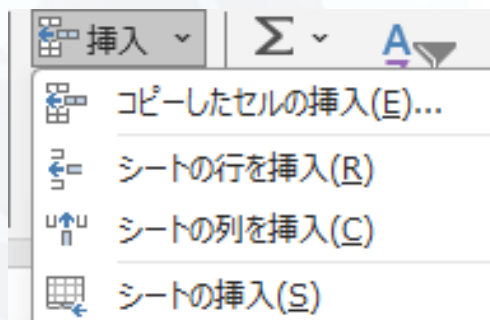 挿入
Σ
A
コピーしたセルの挿入(E)...
シートの行を挿入(R)
シートの列を挿入(C)
シートの挿入(S)